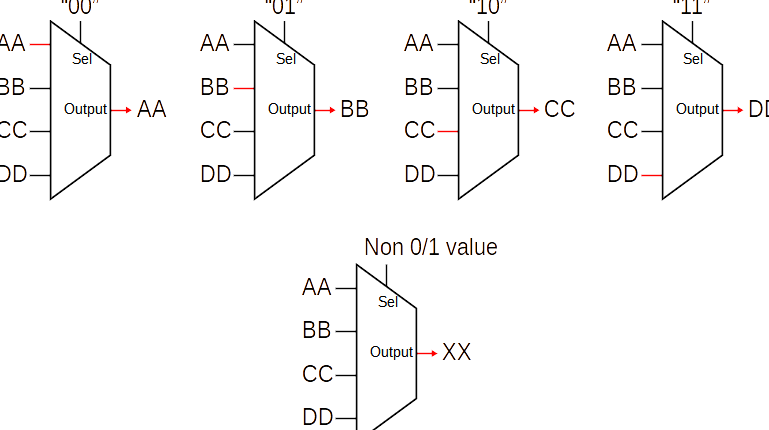 "00" "01" "10" "11"
AA AA AA AA
Sel Sel Sel Sel
BB BB BB BB
Output AA Output BB Output CC Output DD
CC CC CC CC
DD DD DD DD
Non 0/1 value
AA
Sel
BB
Output XX
CC
DD